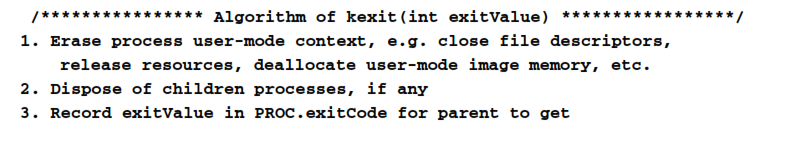 /**************** Algorithm of kexit(int exitValue) *****************/
1. Erase process user-mode context, e.g. close file descriptors,
release resources, deallocate user-mode image memory, etc.
2. Dispose of children processes, if any
3. Record exitValue in PROC.exitCode for parent to get